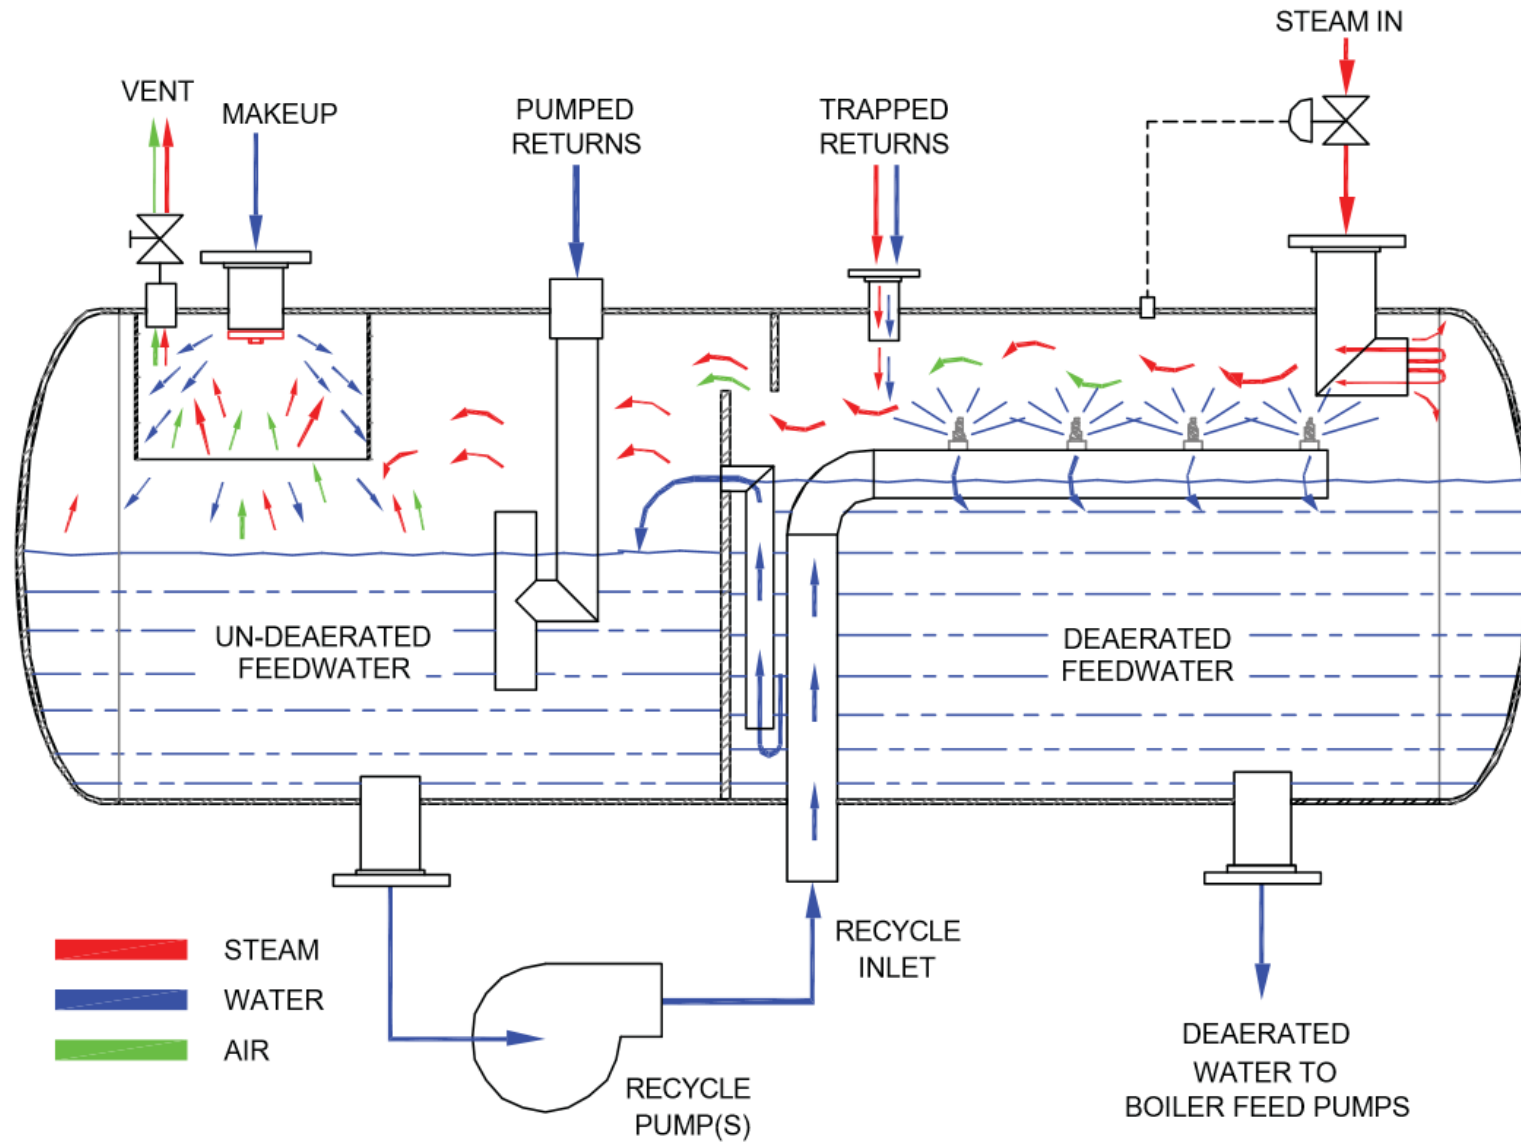 STEAM IN
VENT
MAKEUP
PUMPED
RETURNS
TRAPPED
RETURNS
UN-DEAERATED
FEEDWATER
DEAERATED
FEEDWATER
RECYCLE
INLET
STEAM
WATER
AIR
RECYCLE
PUMP(S)
DEAERATED
WATER TO
BOILER FEED PUMPS